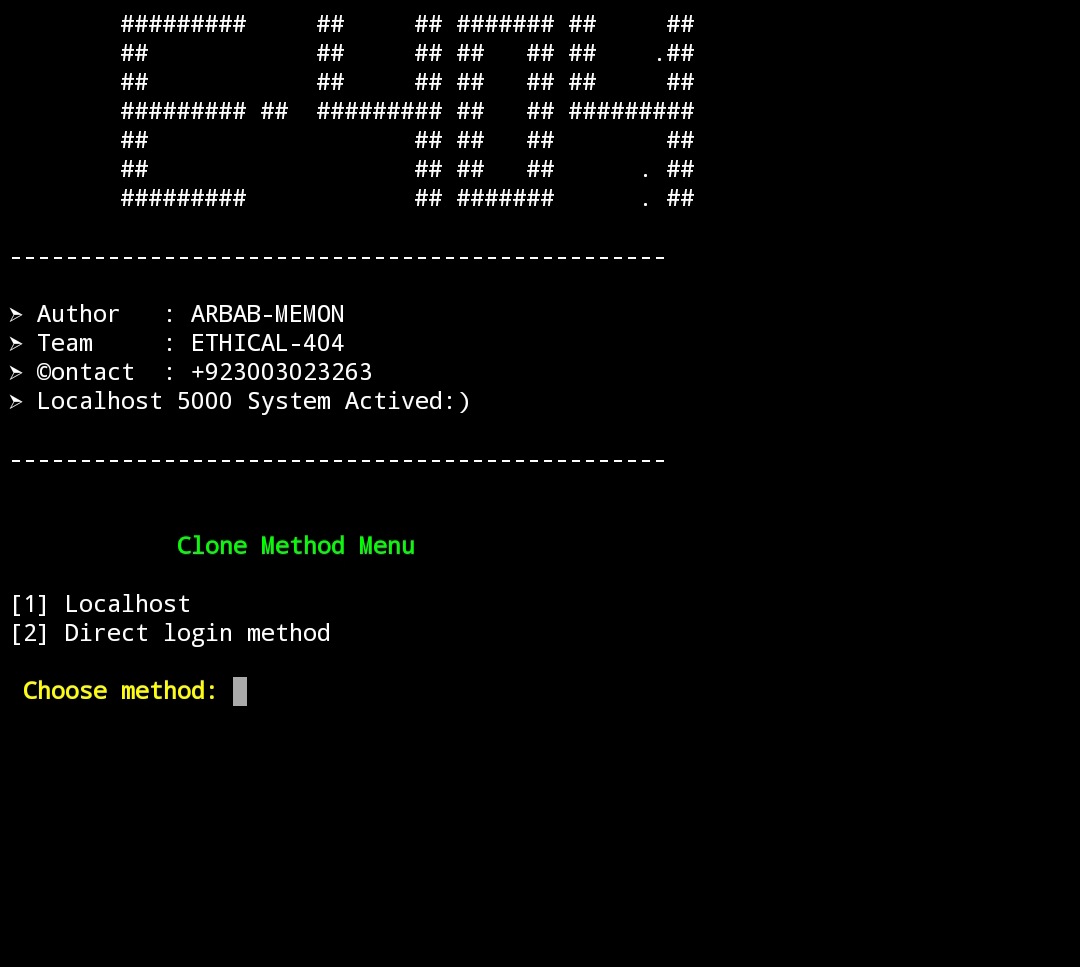 ######### ## ## ####### ## ##
## ## ## ## ## ## .##
## ## ## ## ## ## ##
######### ## ######### ## ## #########
## ## ## ## ##
## ## ## ## . ##
######### ## ####### . ##
-----------------------------------------------
➣ Author : ARBAB-MEMON
➣ Team : ETHICAL-404
➣ ©ontact : +923003023263
➣ Localhost 5000 System Actived:)
-----------------------------------------------
Clone Method Menu
[1] Localhost
[2] Direct login method
Choose method: